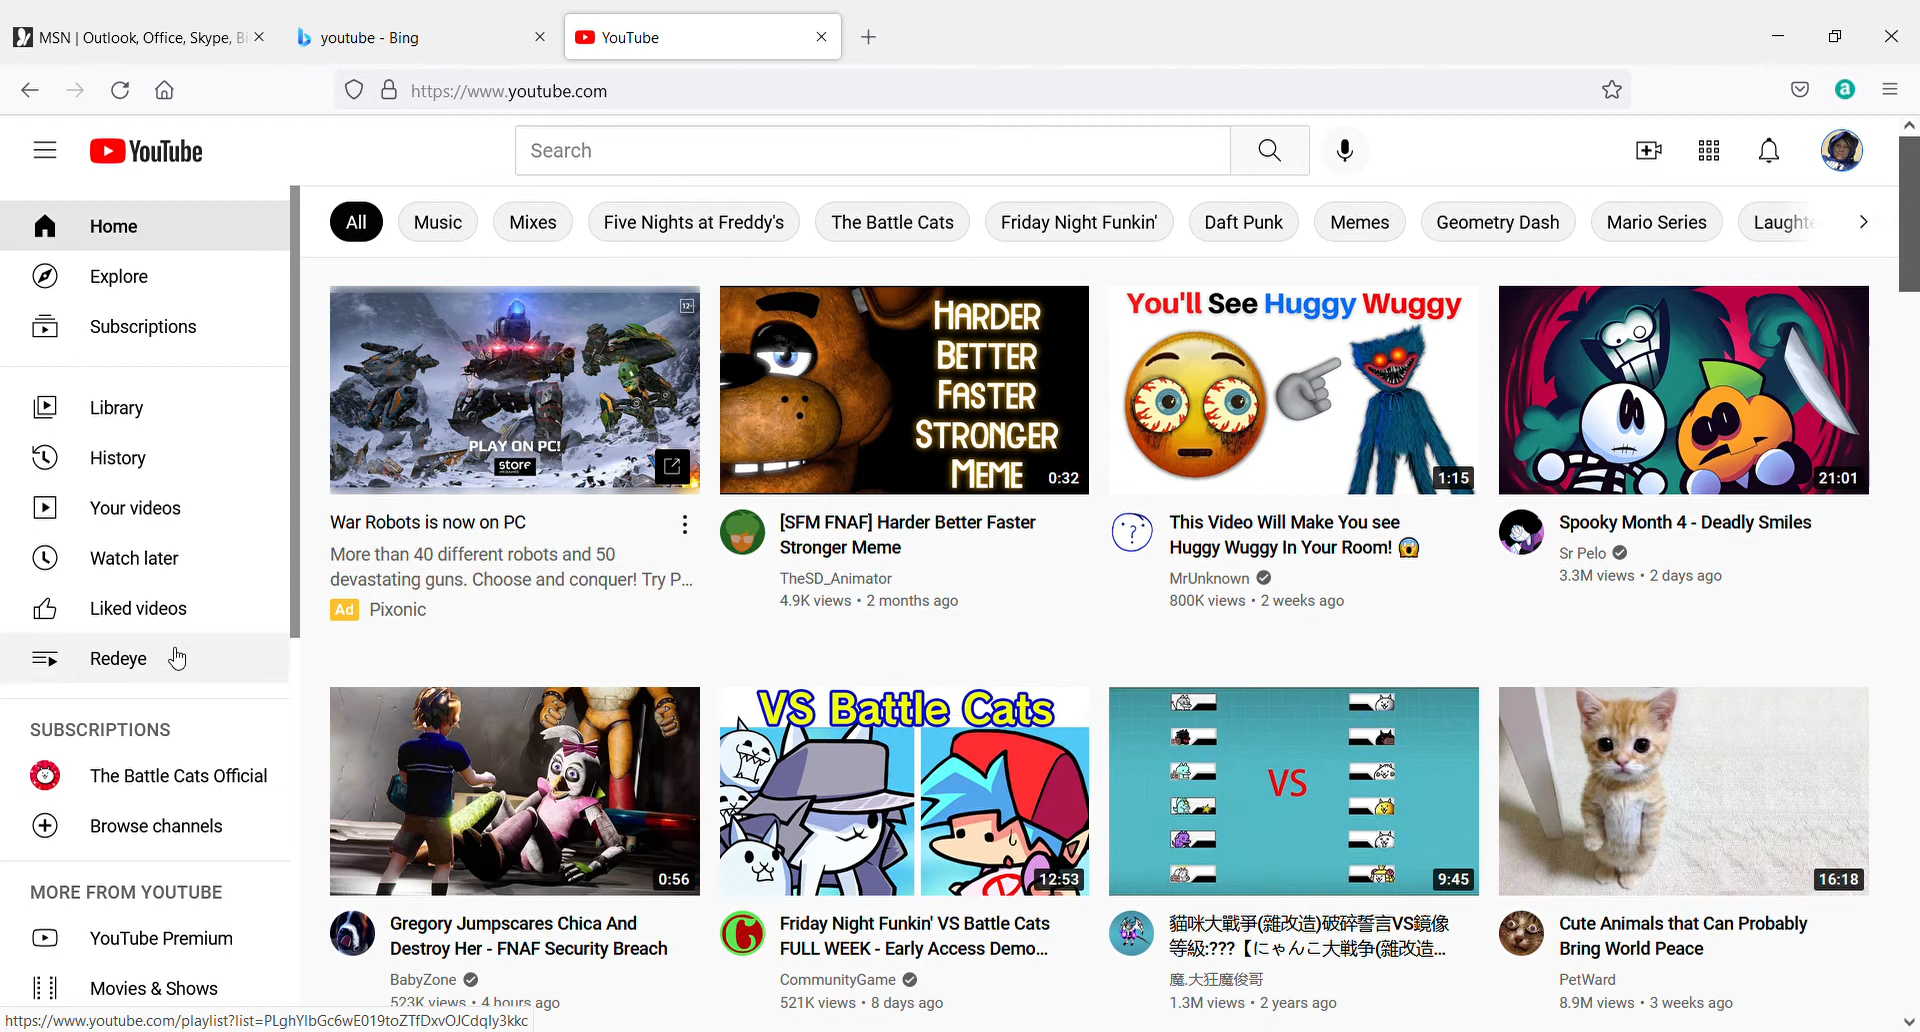 MSN | Outlook, Office, Skype, Bi
youtube - Bing
YouTube
https://www.youtube.com
YouTube
Search
Home
Explore
Subscriptions
Library
History
Your videos
Watch later
Liked videos
Redeye
SUBSCRIPTIONS
The Battle Cats Official
Browse channels
MORE FROM YOUTUBE
YouTube Premium
Movies & Shows
https://www.youtube.com/playlist?list=PLghYlbGc6wE019toZTfDxvOJCdqly3kkc
All
Music
Mixes
Five Nights at Freddy's
The Battle Cats
Friday Night Funkin'
Daft Punk
Memes
Geometry Dash
Mario Series
Laughte
12+
PLAY ON PC!
store
War Robots is now on PC
More than 40 different robots and 50
devastating guns. Choose and conquer! Try P...
Ad Pixonic
HARDER
BETTER
FASTER
STRONGER
MEME
0:32
[SFM FNAF] Harder Better Faster
Stronger Meme
TheSD_Animator
4.9K views • 2 months ago
You'll See Huggy Wuggy
1:15
This Video Will Make You see
Huggy Wuggy In Your Room! 😱
MrUnknown
800K views • 2 weeks ago
21:01
Spooky Month 4 - Deadly Smiles
Sr Pelo
3.3M views • 2 days ago
0:56
Gregory Jumpscares Chica And
Destroy Her - FNAF Security Breach
BabyZone
523K views • 4 hours ago
VS Battle Cats
12:53
Friday Night Funkin' VS Battle Cats
FULL WEEK - Early Access Demo...
CommunityGame
521K views • 8 days ago
VS
9:45
貓咪大戰爭(雜改造)破碎誓言VS鏡像
等級:???【にゃんこ大戦争(雜改造...
魔.大狂魔俊哥
1.3M views • 2 years ago
16:18
Cute Animals that Can Probably
Bring World Peace
PetWard
8.9M views • 3 weeks ago